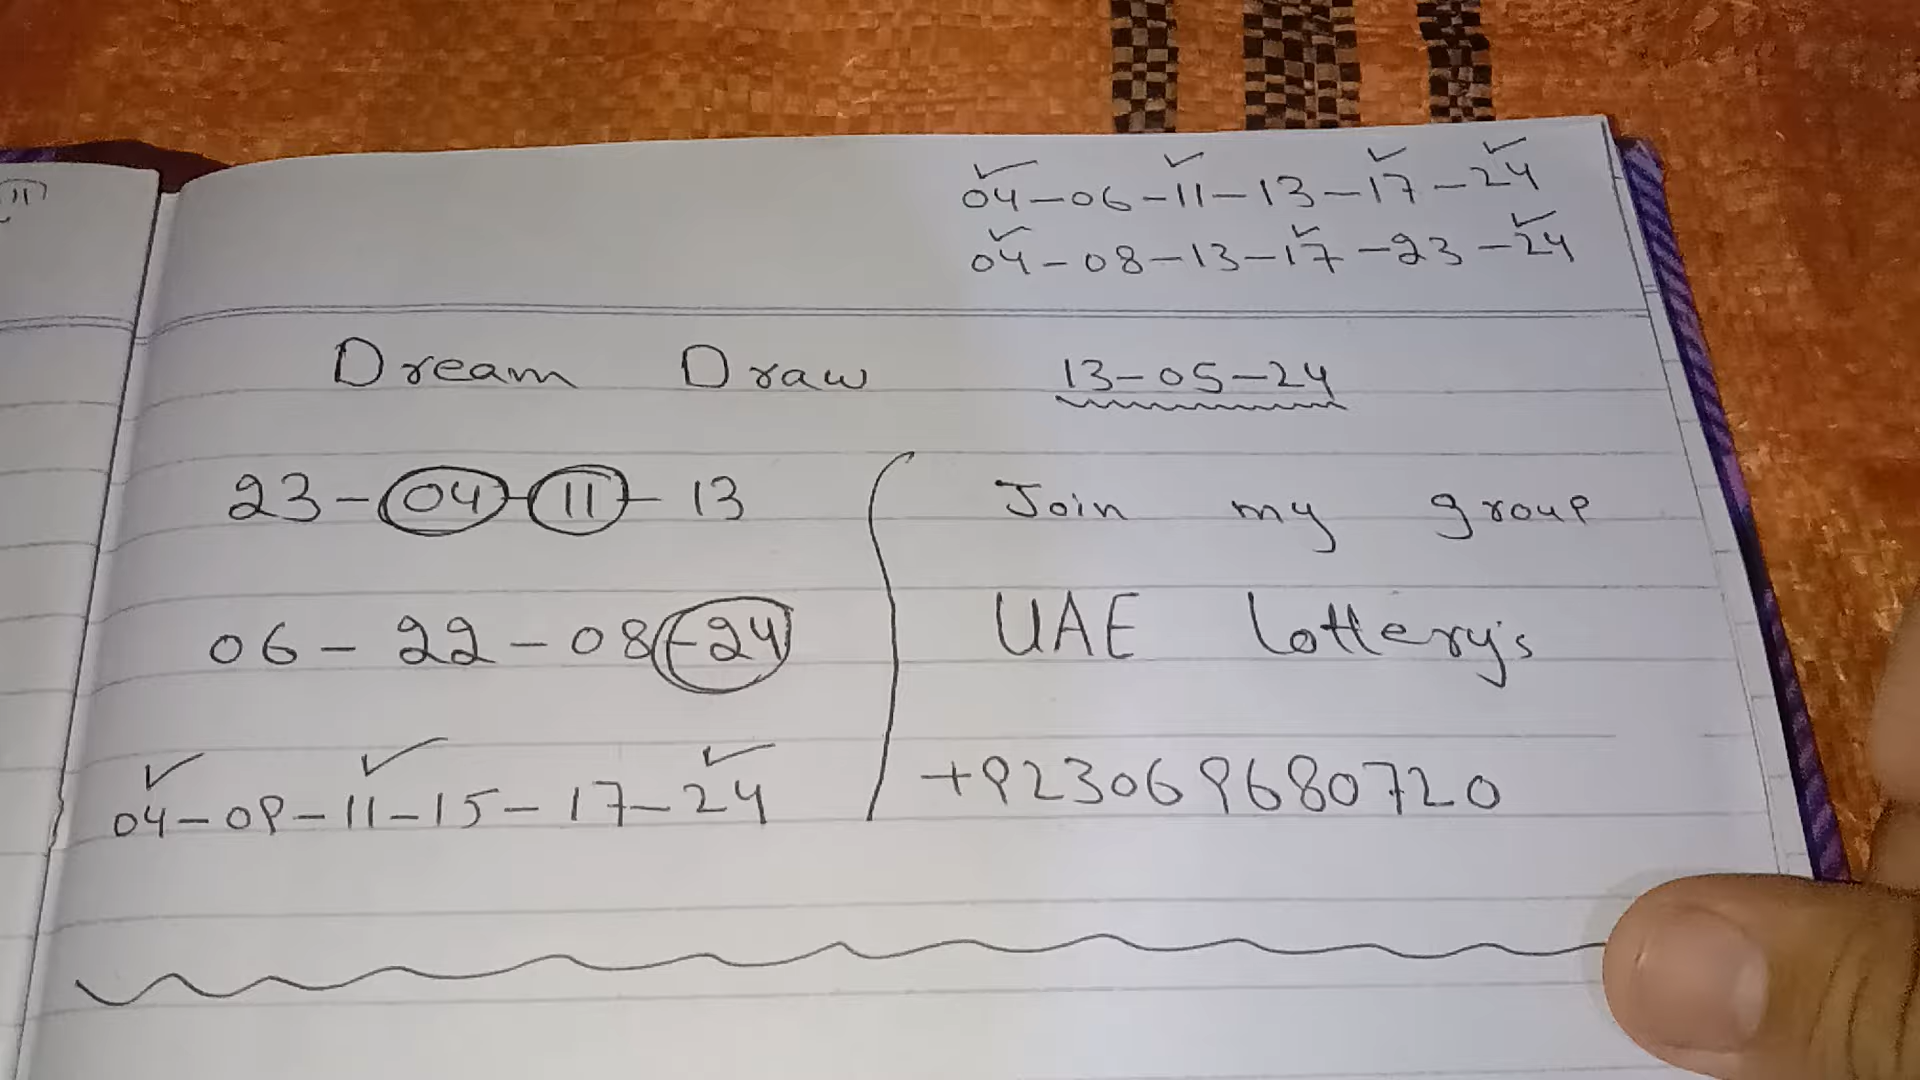 04-06-11-13-17-24
04-08-13-17-23-24
Dream Draw 13-05-24
23-04-11-13
06-22-08-24
04-09-11-15-17-24
Join my group
UAE Lottery's
+923069680720
11